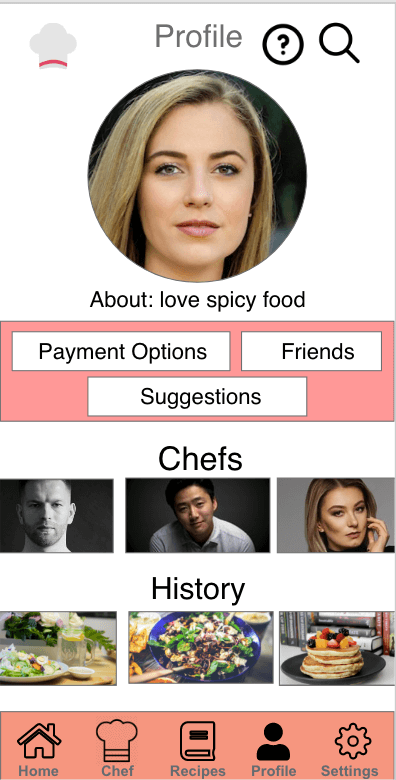 Profile
About: love spicy food
Payment Options
Friends
Suggestions
Chefs
History
Home
Chef
Recipes
Profile
Settings